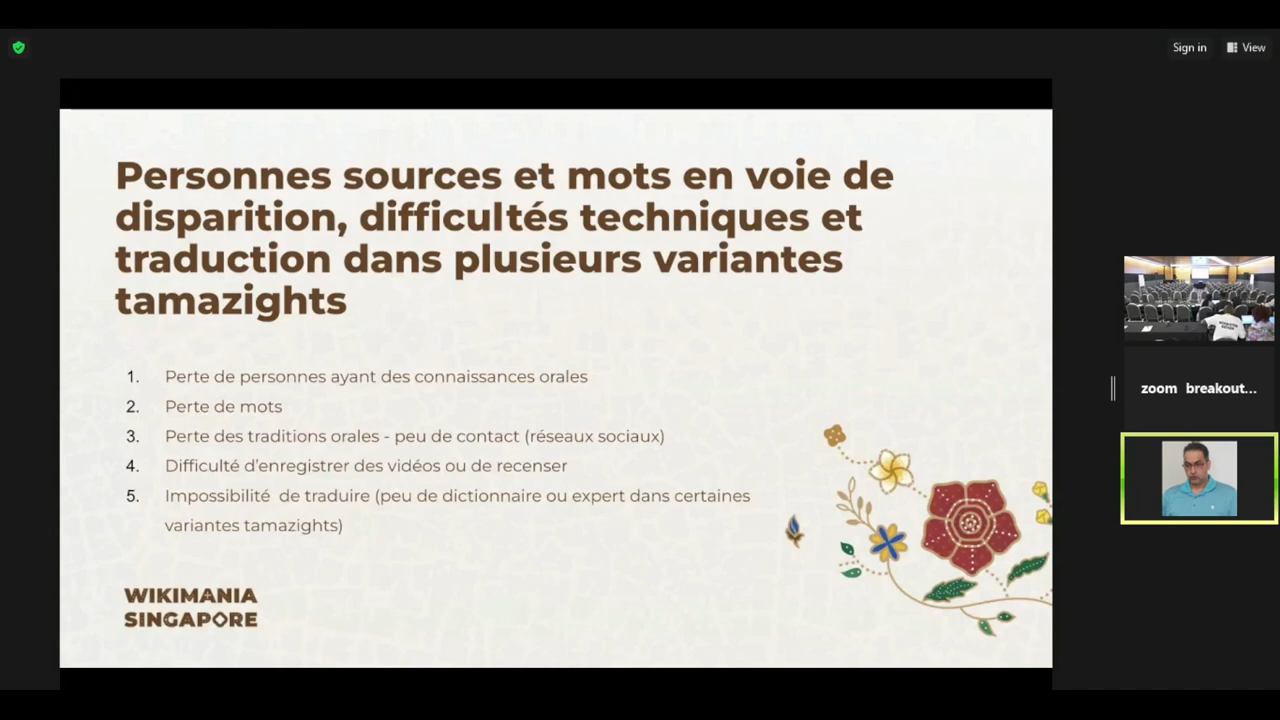 Sign in
View
Personnes sources et mots en voie de
disparition, difficultés techniques et
traduction dans plusieurs variantes
tamazights
1. Perte de personnes ayant des connaissances orales
2. Perte de mots
3. Perte des traditions orales - peu de contact (réseaux sociaux)
4. Difficulté d'enregistrer des vidéos ou de recenser
5. Impossibilité de traduire (peu de dictionnaire ou expert dans certaines
variantes tamazights)
WIKIMANIA
SINGAPORE
zoom breakout...